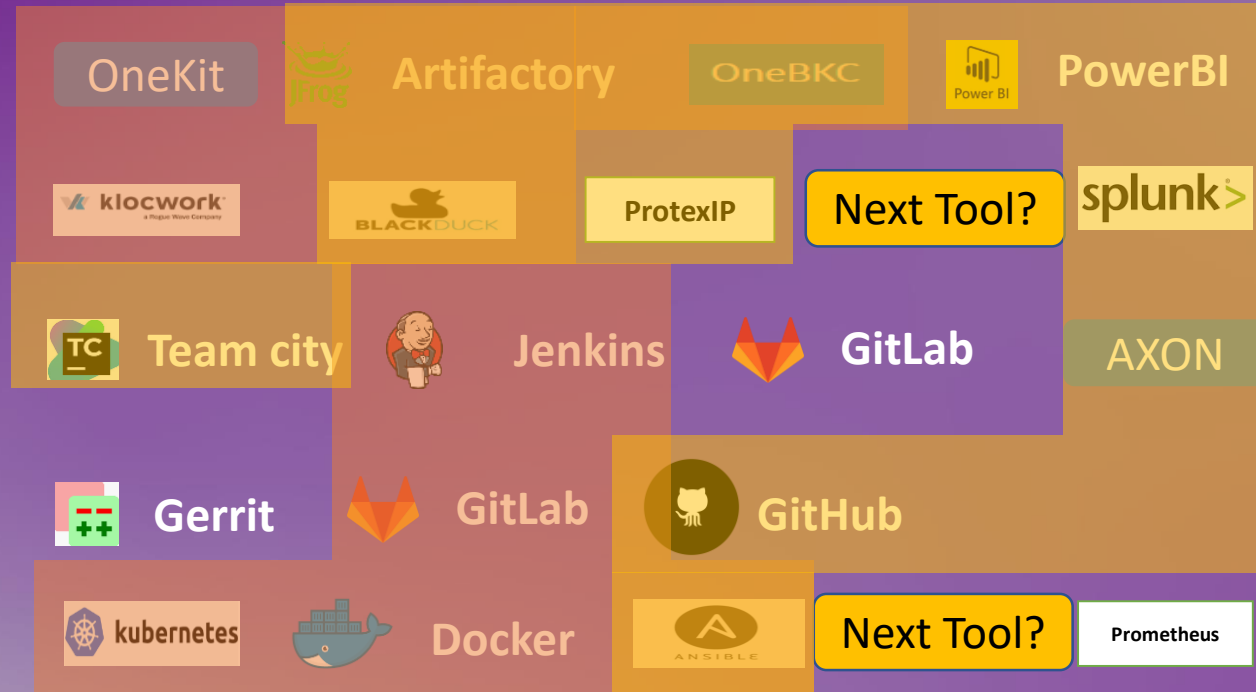 OneKit
JFrog
Artifactory
OneBKC
Power BI
PowerBI
klocwork
a Rogue Wave Company
BLACKDUCK
ProtexIP
Next Tool?
splunk>
TC
Team city
Jenkins
GitLab
AXON
Gerrit
GitLab
GitHub
kubernetes
Docker
ANSIBLE
Next Tool?
Prometheus